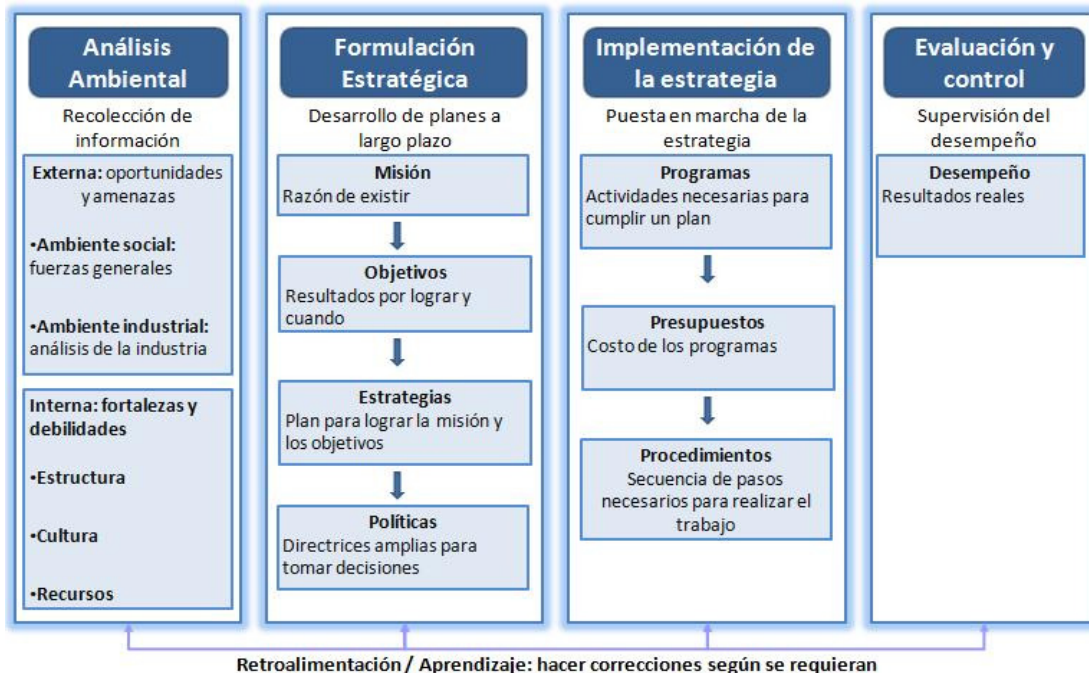 Análisis
Ambiental
Recolección de
información
Externa: oportunidades
y amenazas
•Ambiente social:
fuerzas generales
•Ambiente industrial:
análisis de la industria
Interna: fortalezas y
debilidades
•Estructura
•Cultura
•Recursos
Formulación
Estratégica
Desarrollo de planes a
largo plazo
Misión
Razón de existir
Objetivos
Resultados por lograr y
cuando
Estrategias
Plan para lograr la misión y
los objetivos
Políticas
Directrices amplias para
tomar decisiones
Implementación de
la estrategia
Puesta en marcha de la
estrategia
Programas
Actividades necesarias para
cumplir un plan
Presupuestos
Costo de los programas
Procedimientos
Secuencia de pasos
necesarios para realizar el
trabajo
Evaluación y
control
Supervisión del
desempeño
Desempeño
Resultados reales
Retroalimentación / Aprendizaje: hacer correcciones según se requieran